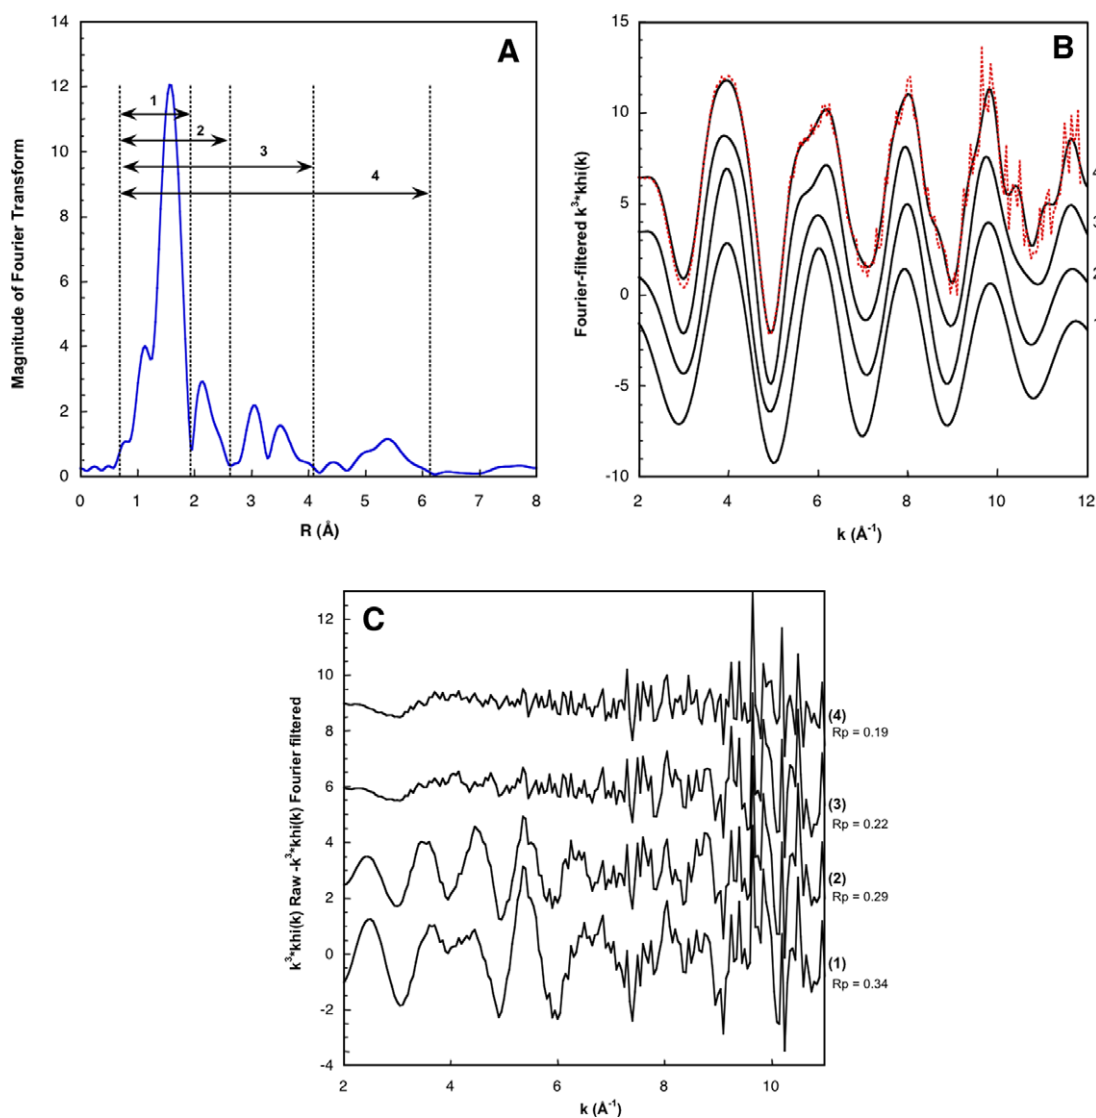 A
14
12
10
8
6
4
2
0
1
2
3
4
Magnitude of Fourier Transform
0 1 2 3 4 5 6 7 8
R (Å)
B
15
10
5
0
-5
-10
4
3
2
Fourier-filtered k³*khi(k)
2 4 6 8 10 12
k (Å⁻¹)
C
12
10
8
6
4
2
0
-2
-4
k³*khi(k) Raw -k³*khi(k) Fourier filtered
(4)
Rp = 0.19
(3)
Rp = 0.22
(2)
Rp = 0.29
(1)
Rp = 0.34
2 4 6 8 10
k (Å⁻¹)